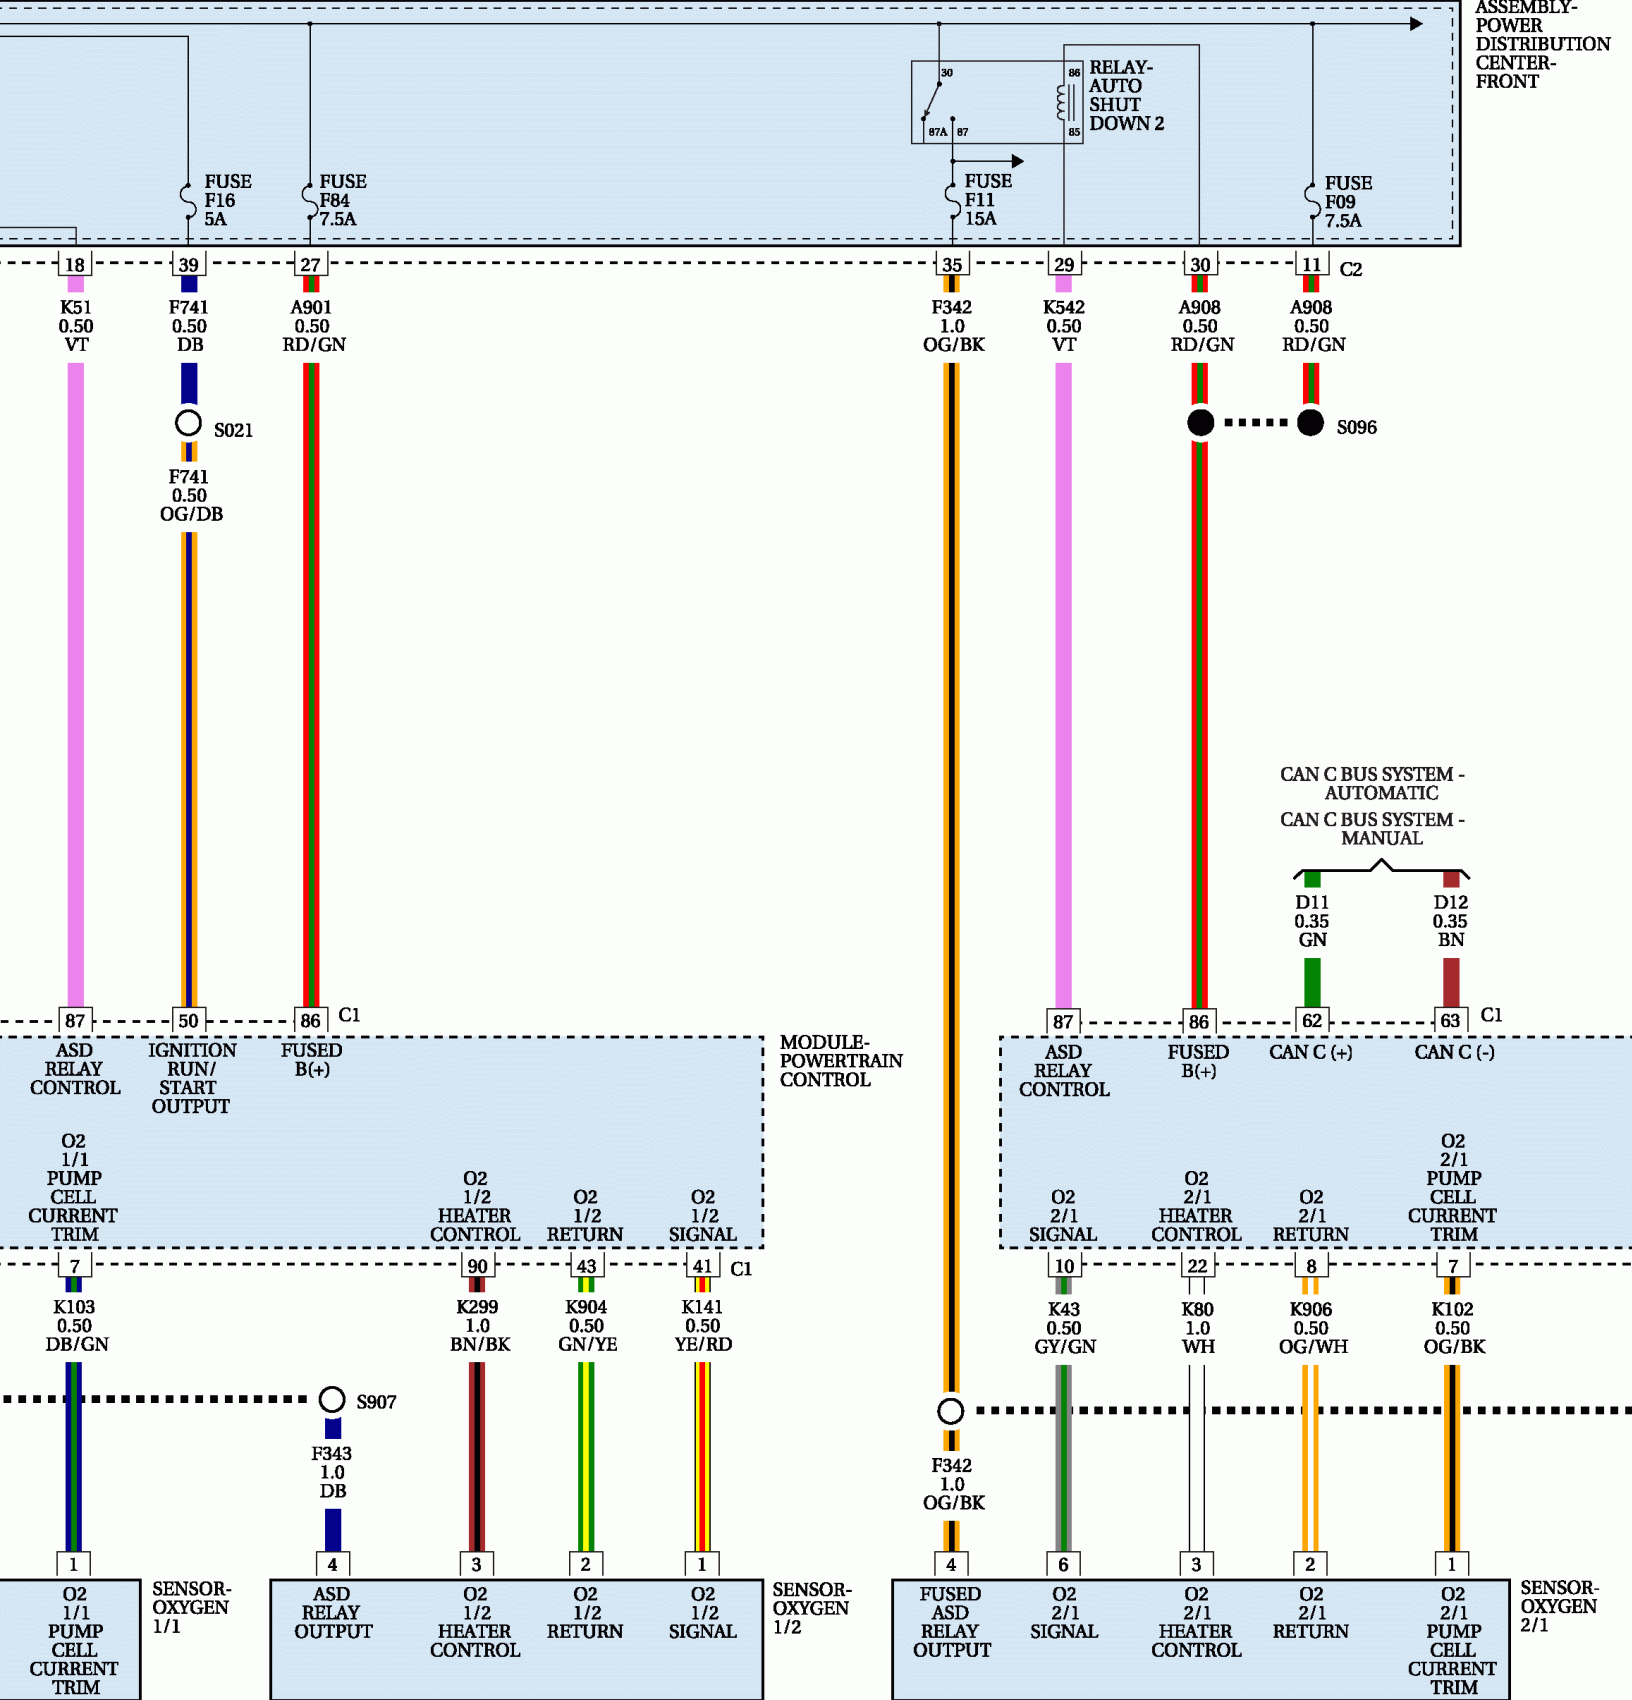 ASSEMBLY-
POWER
DISTRIBUTION
CENTER-
FRONT
30
86
87A
87
85
RELAY-
AUTO
SHUT
DOWN 2
FUSE
F16
5A
FUSE
F84
7.5A
FUSE
F11
15A
FUSE
F09
7.5A
18
39
27
35
29
30
11
C2
K51
0.50
VT
F741
0.50
DB
A901
0.50
RD/GN
F342
1.0
OG/BK
K542
0.50
VT
A908
0.50
RD/GN
A908
0.50
RD/GN
S021
S096
F741
0.50
OG/DB
CAN C BUS SYSTEM -
AUTOMATIC
CAN C BUS SYSTEM -
MANUAL
D11
0.35
GN
D12
0.35
BN
87
50
86
C1
87
86
62
63
C1
ASD
RELAY
CONTROL
IGNITION
RUN/
START
OUTPUT
FUSED
B(+)
MODULE-
POWERTRAIN
CONTROL
ASD
RELAY
CONTROL
FUSED
B(+)
CAN C (+)
CAN C (-)
O2
1/1
PUMP
CELL
CURRENT
TRIM
O2
1/2
HEATER
CONTROL
O2
1/2
RETURN
O2
1/2
SIGNAL
O2
2/1
SIGNAL
O2
2/1
HEATER
CONTROL
O2
2/1
RETURN
O2
2/1
PUMP
CELL
CURRENT
TRIM
7
90
43
41
C1
10
22
8
7
K103
0.50
DB/GN
K299
1.0
BN/BK
K904
0.50
GN/YE
K141
0.50
YE/RD
K43
0.50
GY/GN
K80
1.0
WH
K906
0.50
OG/WH
K102
0.50
OG/BK
S907
F343
1.0
DB
F342
1.0
OG/BK
1
4
3
2
1
4
6
3
2
1
O2
1/1
PUMP
CELL
CURRENT
TRIM
SENSOR-
OXYGEN
1/1
ASD
RELAY
OUTPUT
O2
1/2
HEATER
CONTROL
O2
1/2
RETURN
O2
1/2
SIGNAL
SENSOR-
OXYGEN
1/2
FUSED
ASD
RELAY
OUTPUT
O2
2/1
SIGNAL
O2
2/1
HEATER
CONTROL
O2
2/1
RETURN
O2
2/1
PUMP
CELL
CURRENT
TRIM
SENSOR-
OXYGEN
2/1